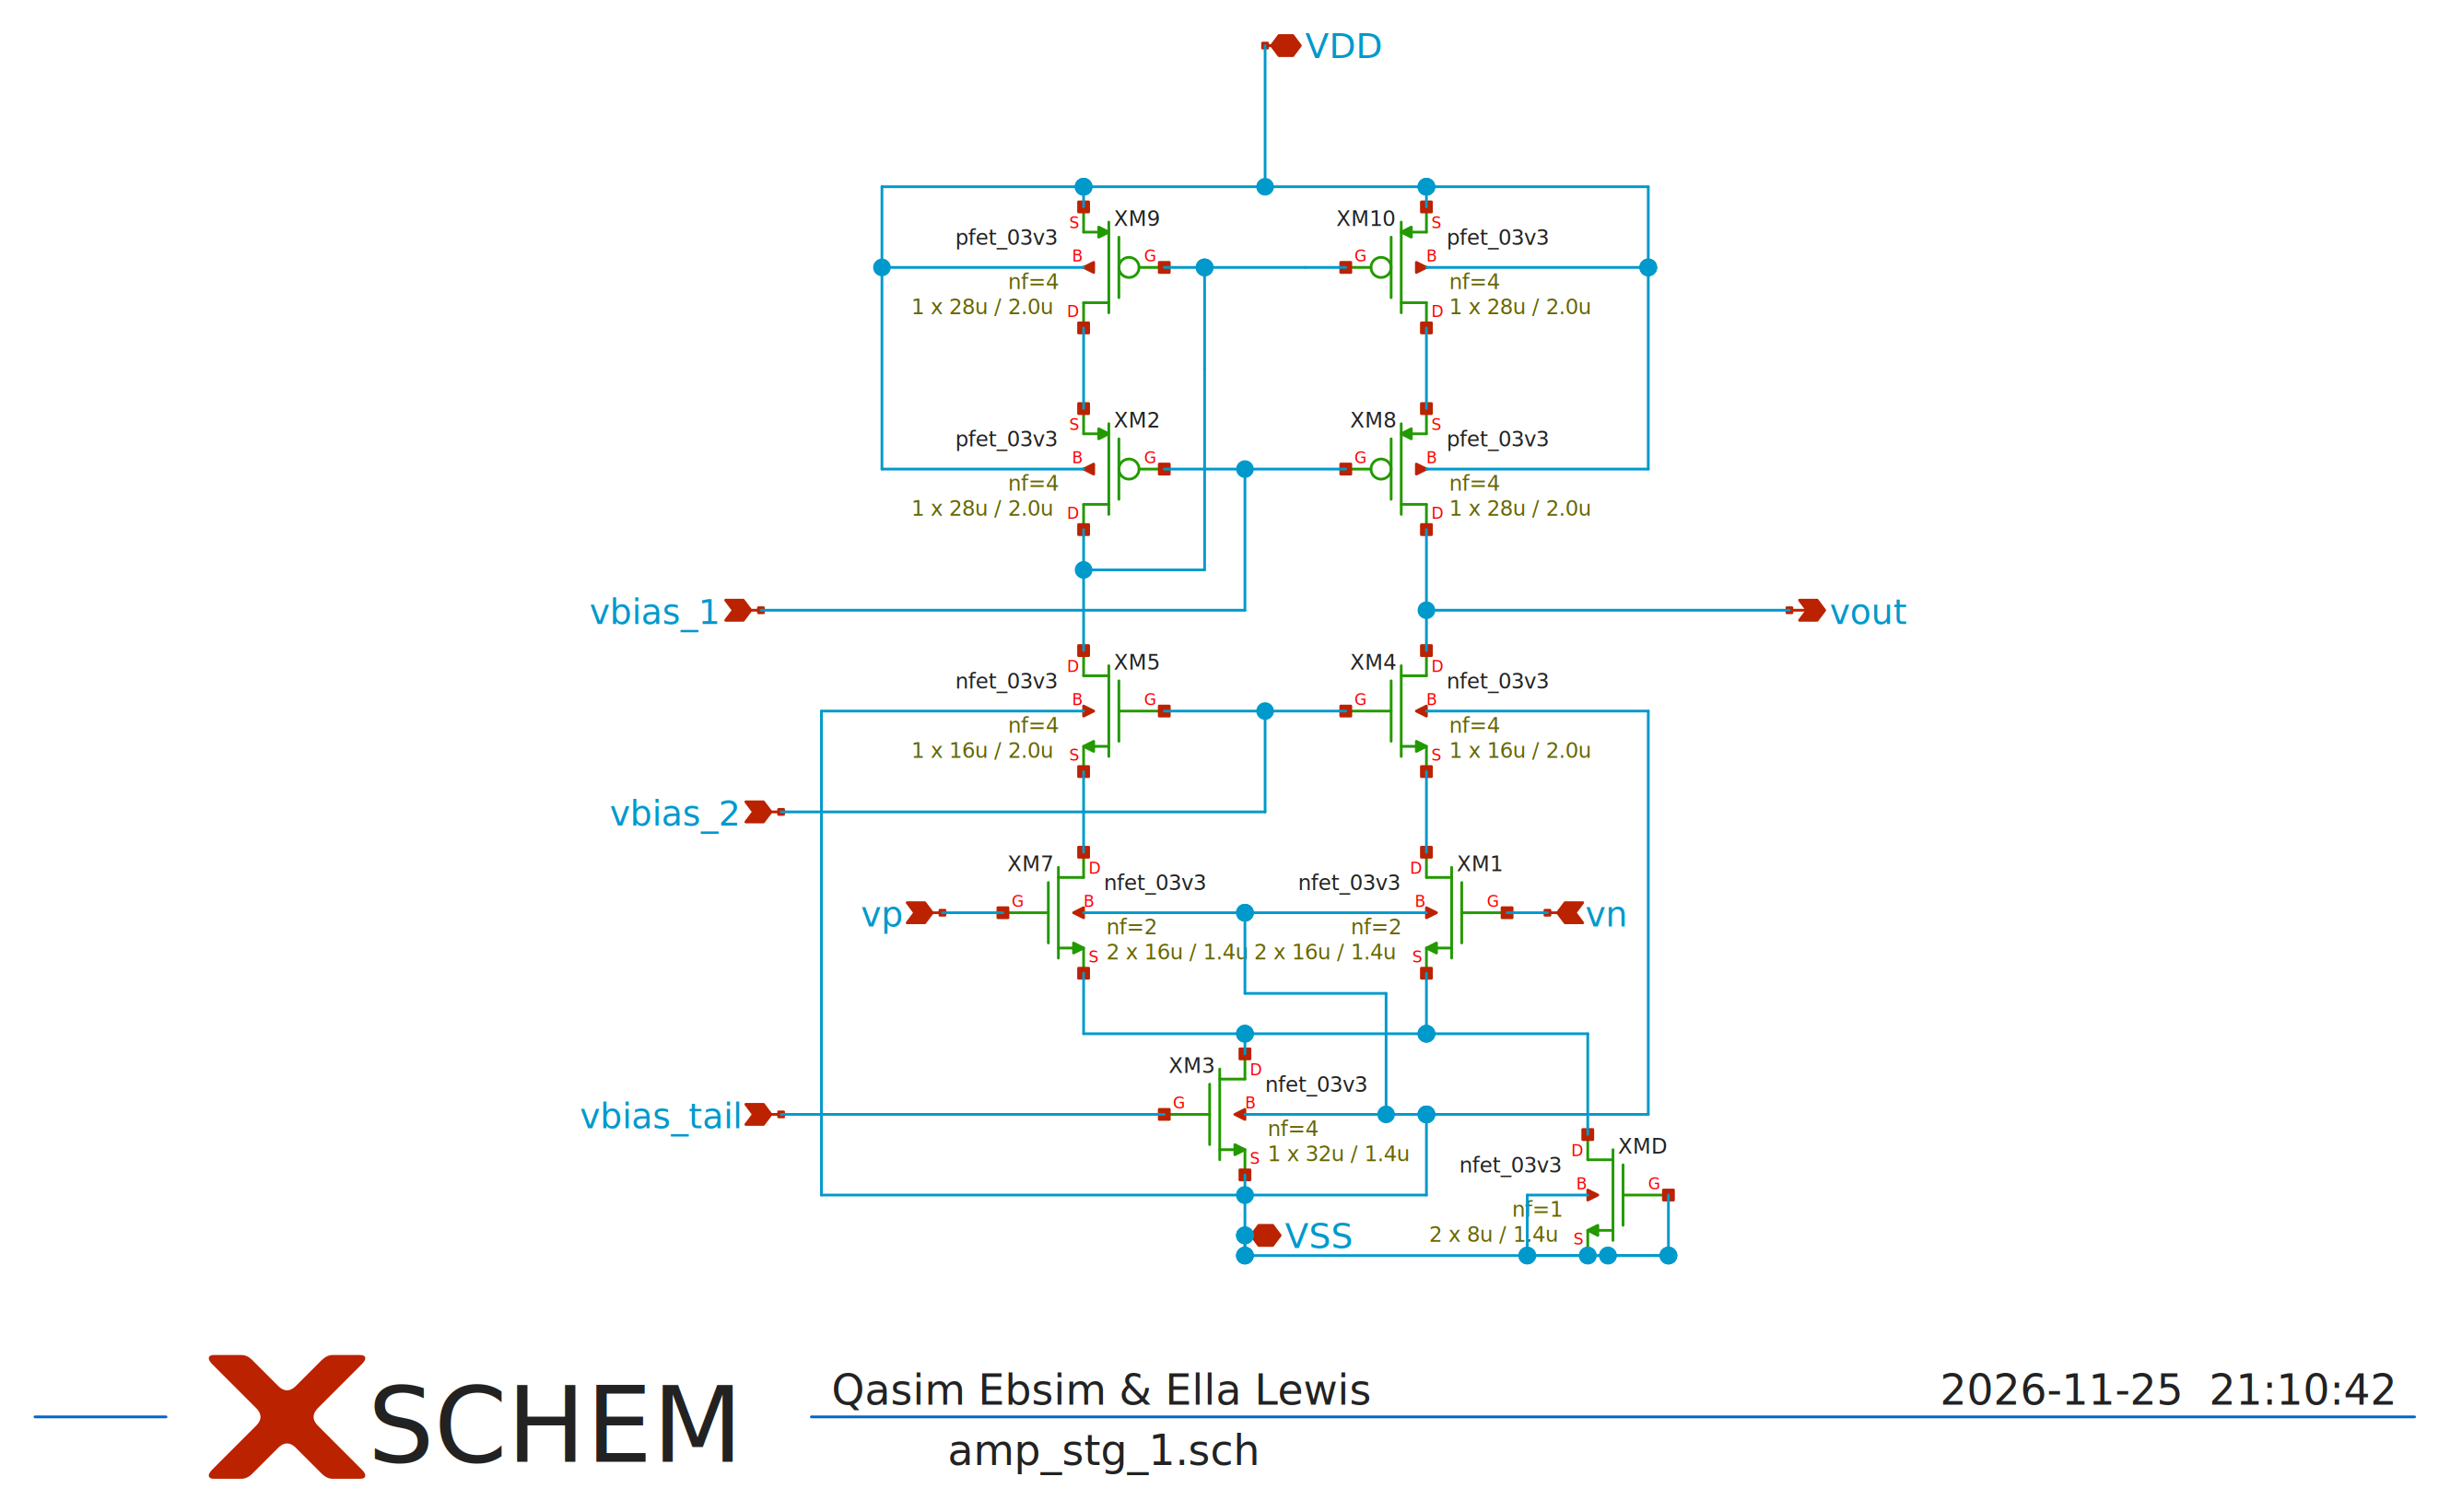 VDD
XM9
XM10
S
S
pfet_03v3
pfet_03v3
B
G
G
B
nf=4
nf=4
1 x 28u / 2.0u
1 x 28u / 2.0u
D
D
XM2
XM8
S
S
pfet_03v3
pfet_03v3
B
G
G
B
nf=4
nf=4
1 x 28u / 2.0u
1 x 28u / 2.0u
D
D
vbias_1
vout
XM5
XM4
D
D
nfet_03v3
nfet_03v3
B
G
G
B
nf=4
nf=4
1 x 16u / 2.0u
1 x 16u / 2.0u
S
S
vbias_2
XM7
XM1
D
D
nfet_03v3
nfet_03v3
vp
G
B
B
G
vn
nf=2
nf=2
2 x 16u / 1.4u
2 x 16u / 1.4u
S
S
XM3
D
nfet_03v3
vbias_tail
G
B
nf=4
1 x 32u / 1.4u
S
XMD
D
nfet_03v3
B
G
nf=1
2 x 8u / 1.4u
S
VSS
XSCHEM
Qasim Ebsim & Ella Lewis
2026-11-25 21:10:42
amp_stg_1.sch